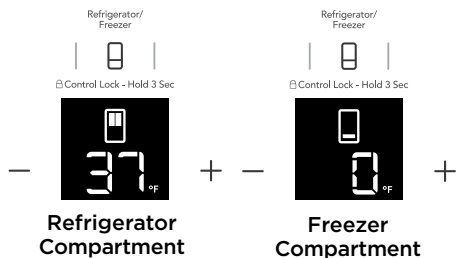 Refrigerator/
Freezer
Control Lock - Hold 3 Sec
37 °F
− +
Refrigerator
Compartment
Refrigerator/
Freezer
Control Lock - Hold 3 Sec
0 °F
− +
Freezer
Compartment